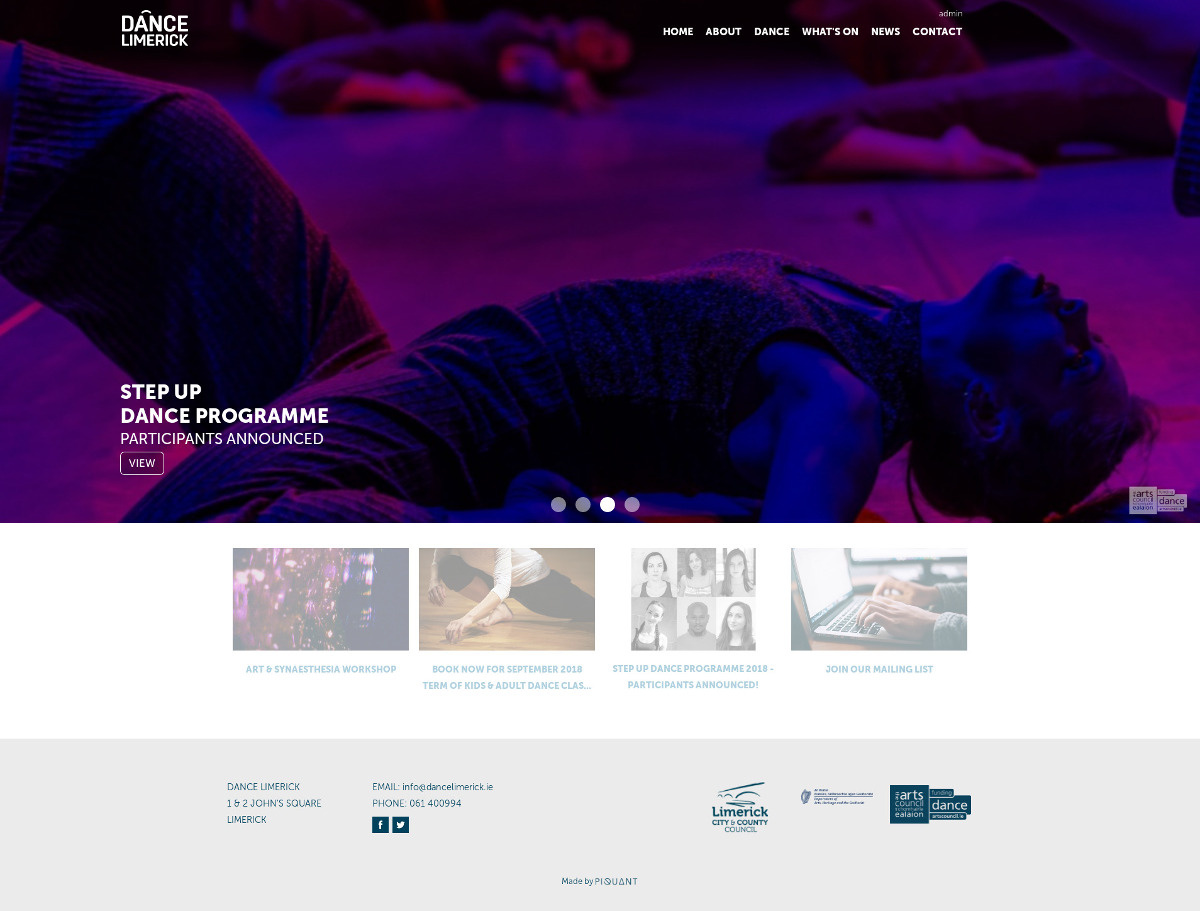 DANCE
LIMERICK
admin
HOME ABOUT DANCE WHAT'S ON NEWS CONTACT
STEP UP
DANCE PROGRAMME
PARTICIPANTS ANNOUNCED
VIEW
the arts
council
ealaíon
funding
dance
artscouncil.ie
ART & SYNAESTHESIA WORKSHOP
BOOK NOW FOR SEPTEMBER 2018
TERM OF KIDS & ADULT DANCE CLAS...
STEP UP DANCE PROGRAMME 2018 -
PARTICIPANTS ANNOUNCED!
JOIN OUR MAILING LIST
DANCE LIMERICK
1 & 2 JOHN'S SQUARE
LIMERICK
EMAIL: info@dancelimerick.ie
PHONE: 061 400994
Limerick
CITY & COUNTY
COUNCIL
arts
council
ealaíon
funding
dance
artscouncil.ie
Made by PIQUANT